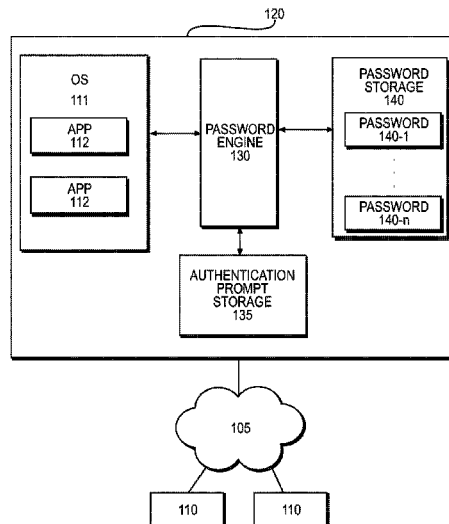 120
OS
111
APP
112
APP
112
PASSWORD
ENGINE
130
PASSWORD
STORAGE
140
PASSWORD
140-1
PASSWORD
140-n
AUTHENTICATION
PROMPT
STORAGE
135
105
110
110